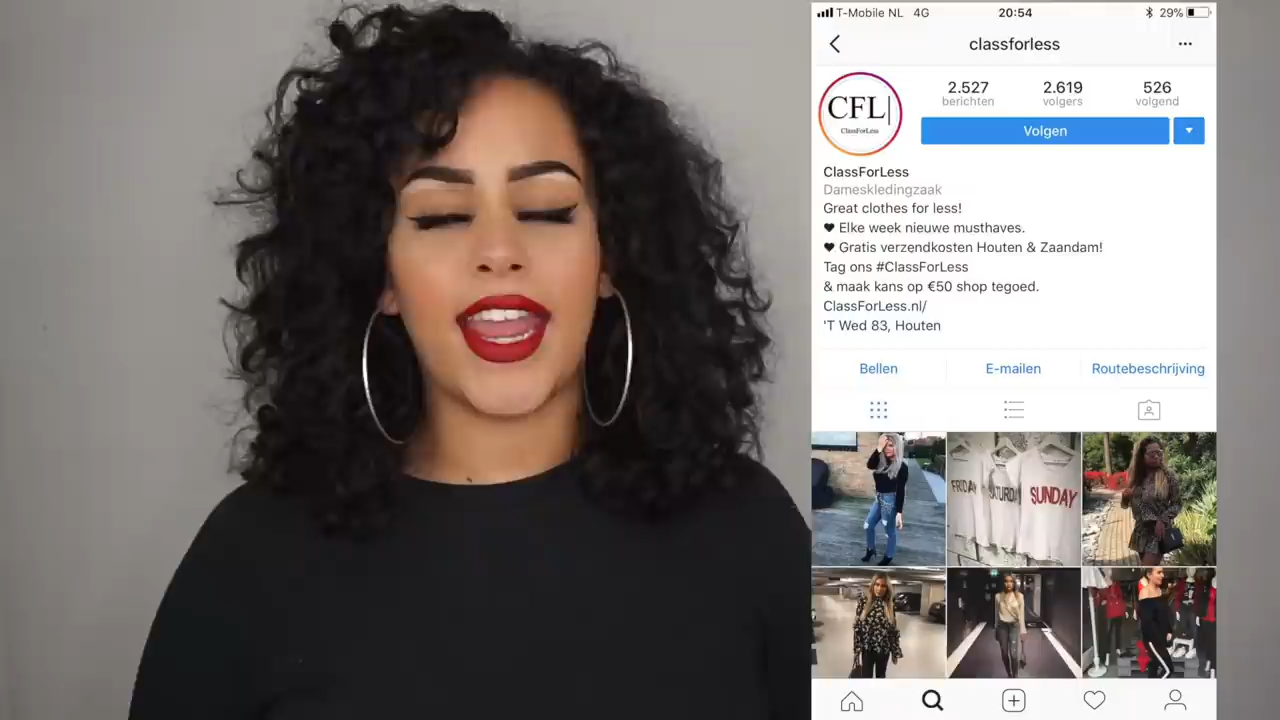 T-Mobile NL 4G 20:54 29%
classforless
CFL|
ClassForLess
2.527 2.619 526
berichten volgers volgend
Volgen
ClassForLess
Dameskledingzaak
Great clothes for less!
♥ Elke week nieuwe musthaves.
♥ Gratis verzendkosten Houten & Zaandam!
Tag ons #ClassForLess
& maak kans op €50 shop tegoed.
ClassForLess.nl/
'T Wed 83, Houten
Bellen E-mailen Routebeschrijving
FRIDAY SATURDAY SUNDAY